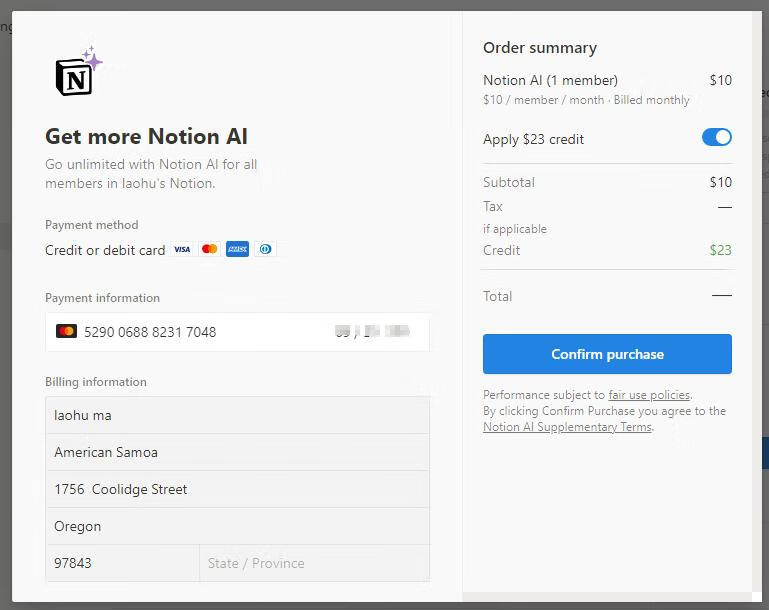 N
Get more Notion AI
Go unlimited with Notion AI for all
members in laohu's Notion.
Payment method
Credit or debit card VISA AMEX
Payment information
5290 0688 8231 7048
Billing information
laohu ma
American Samoa
1756 Coolidge Street
Oregon
97843 State / Province
Order summary
Notion AI (1 member) $10
$10 / member / month · Billed monthly
Apply $23 credit
Subtotal $10
Tax —
if applicable
Credit $23
Total —
Confirm purchase
Performance subject to fair use policies.
By clicking Confirm Purchase you agree to the
Notion AI Supplementary Terms.